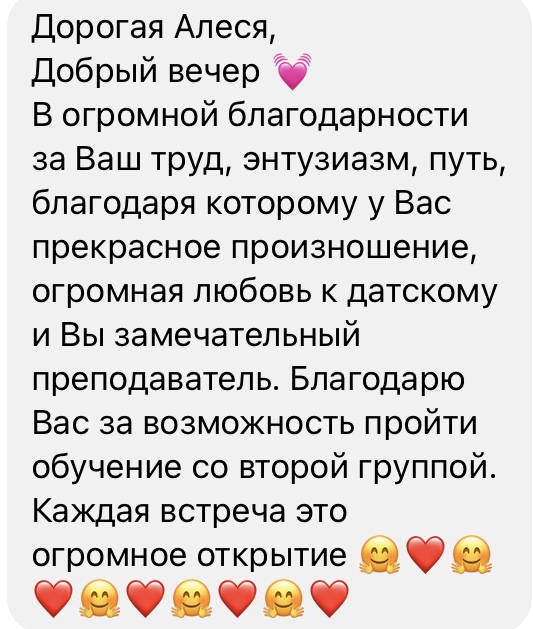 Дорогая Алеся,
Добрый вечер 💓
В огромной благодарности
за Ваш труд, энтузиазм, путь,
благодаря которому у Вас
прекрасное произношение,
огромная любовь к датскому
и Вы замечательный
преподаватель. Благодарю
Вас за возможность пройти
обучение со второй группой.
Каждая встреча это
огромное открытие 🤗❤️🤗
❤️🤗❤️🤗❤️🤗❤️